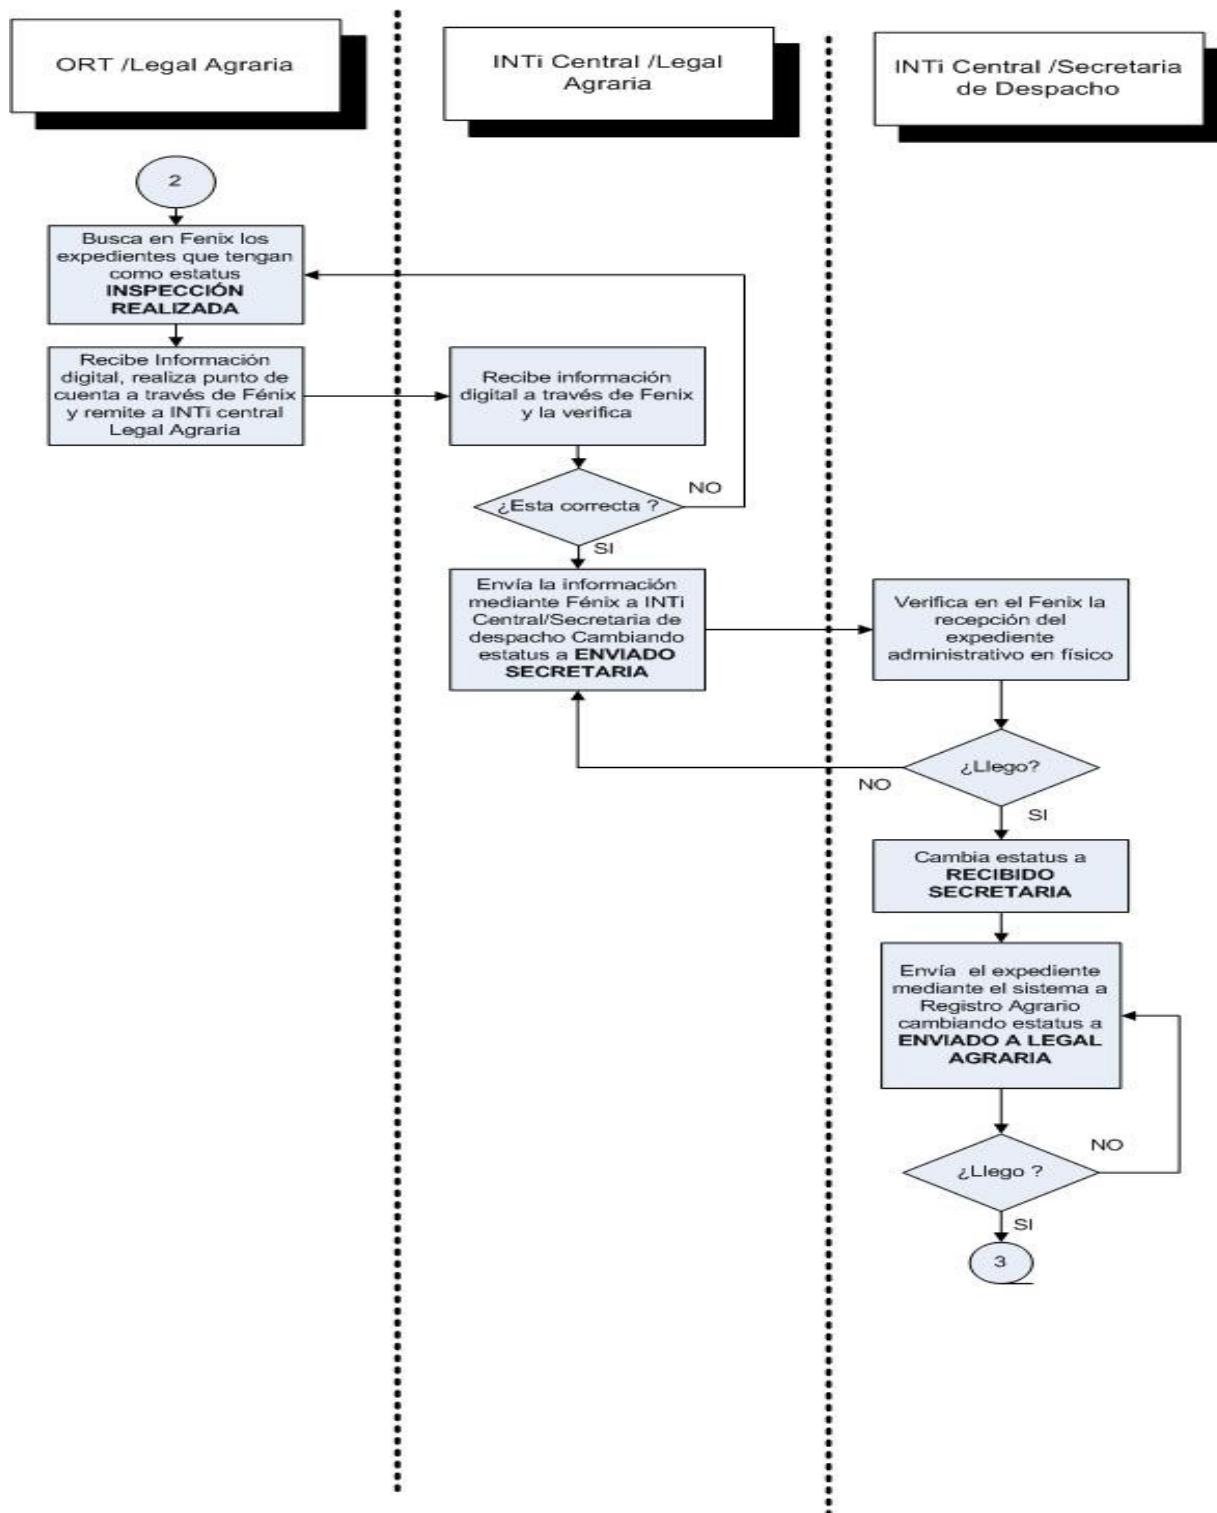 ORT /Legal Agraria
INTi Central /Legal
Agraria
INTi Central /Secretaria
de Despacho
2
Busca en Fenix los
expedientes que tengan
como estatus
INSPECCIÓN
REALIZADA
Recibe Información
digital, realiza punto de
cuenta a través de Fénix
y remite a INTi central
Legal Agraria
Recibe información
digital a través de Fenix
y la verifica
¿Esta correcta ?
NO
SI
Envía la información
mediante Fénix a INTi
Central/Secretaria de
despacho Cambiando
estatus a ENVIADO
SECRETARIA
Verifica en el Fenix la
recepción del
expediente
administrativo en físico
¿Llego?
NO
SI
Cambia estatus a
RECIBIDO
SECRETARIA
Envía el expediente
mediante el sistema a
Registro Agrario
cambiando estatus a
ENVIADO A LEGAL
AGRARIA
¿Llego ?
NO
SI
3